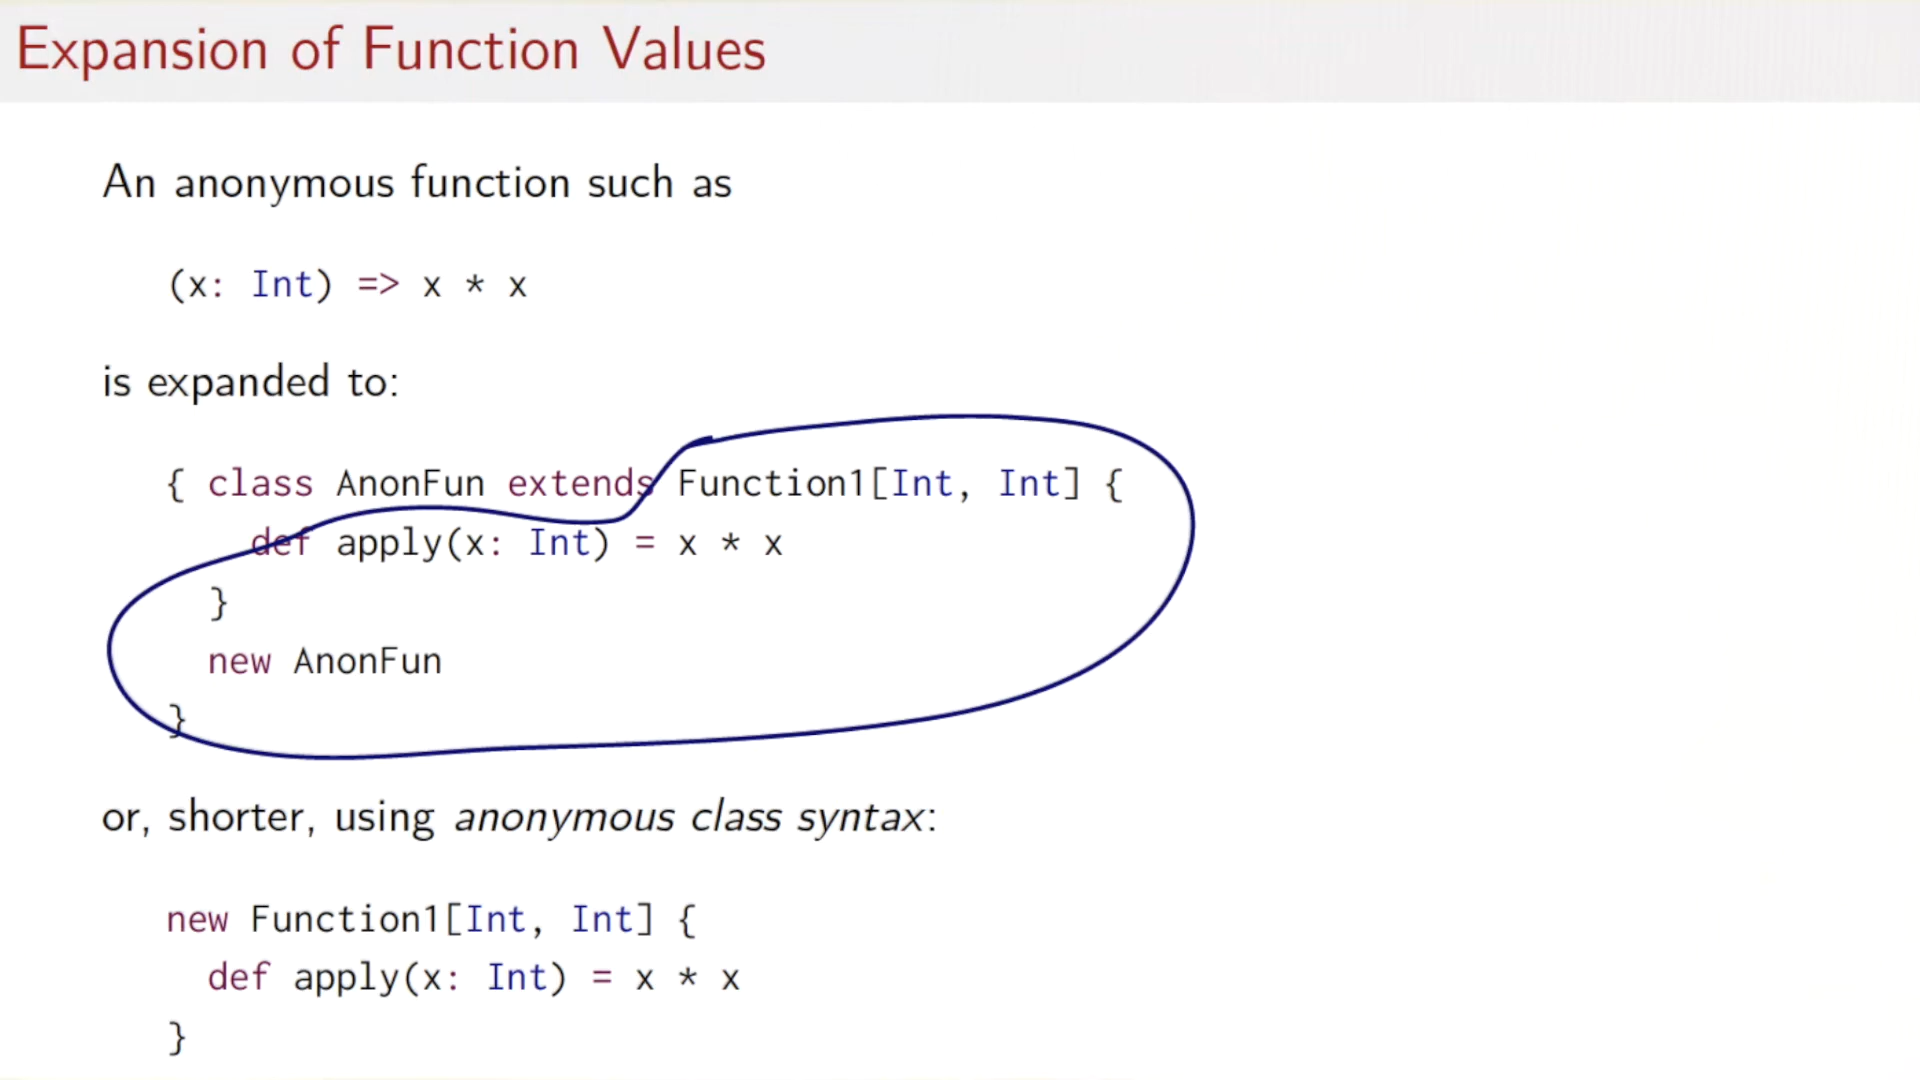 Expansion of Function Values
An anonymous function such as
(x: Int) => x * x
is expanded to:
{ class AnonFun extends Function1[Int, Int] {
def apply(x: Int) = x * x
}
new AnonFun
}
or, shorter, using anonymous class syntax:
new Function1[Int, Int] {
def apply(x: Int) = x * x
}